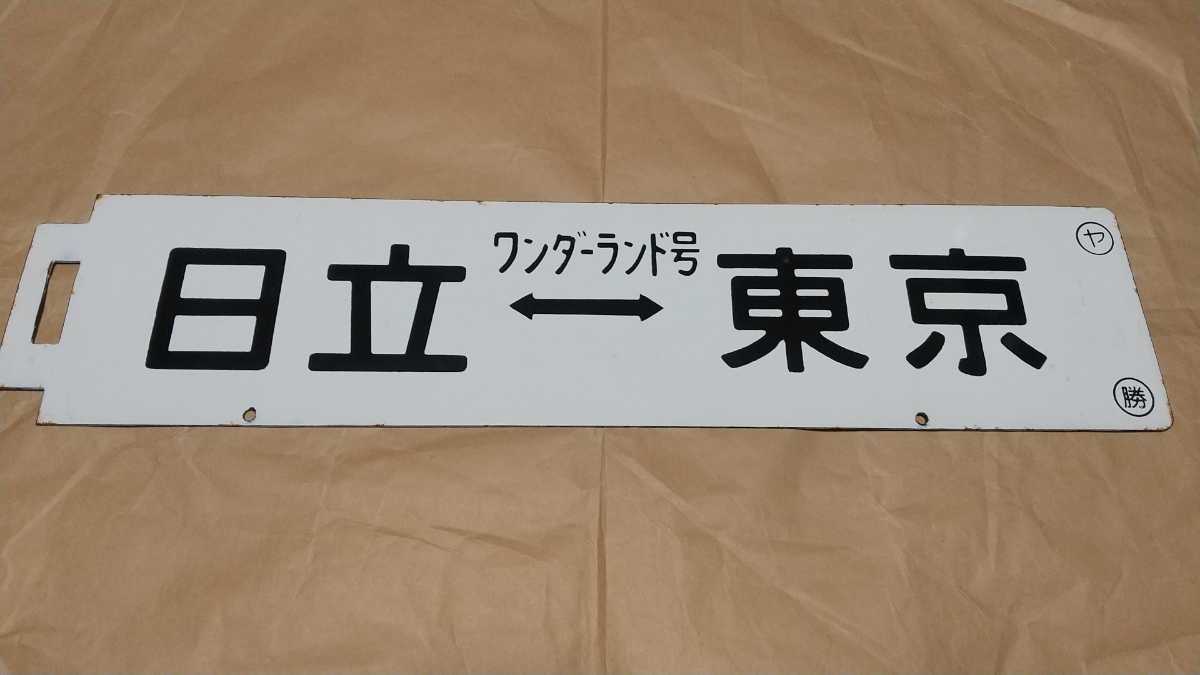 ワンダーランド号
日立 ↔ 東京
ヤ
勝